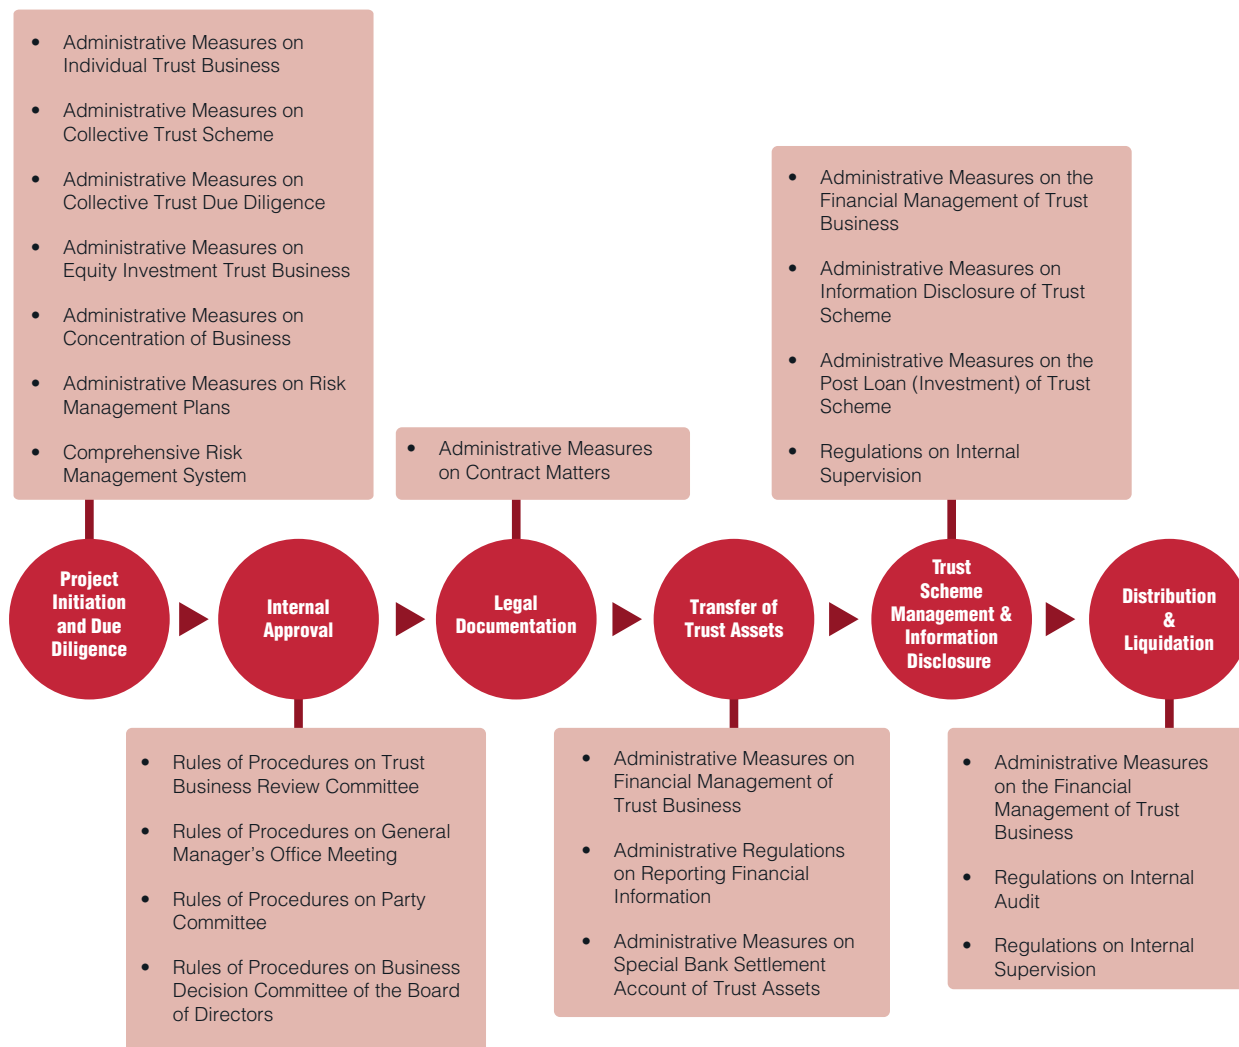 Administrative Measures on
Individual Trust Business
Administrative Measures on
Collective Trust Scheme
Administrative Measures on
Collective Trust Due Diligence
Administrative Measures on
Equity Investment Trust Business
Administrative Measures on
Concentration of Business
Administrative Measures on Risk
Management Plans
Comprehensive Risk
Management System
Administrative Measures
on Contract Matters
Administrative Measures on the
Financial Management of Trust
Business
Administrative Measures on
Information Disclosure of Trust
Scheme
Administrative Measures on the
Post Loan (Investment) of Trust
Scheme
Regulations on Internal
Supervision
Project
Initiation
and Due
Diligence
Internal
Approval
Legal
Documentation
Transfer of
Trust Assets
Trust
Scheme
Management &
Information
Disclosure
Distribution
&
Liquidation
Rules of Procedures on Trust
Business Review Committee
Rules of Procedures on General
Manager's Office Meeting
Rules of Procedures on Party
Committee
Rules of Procedures on Business
Decision Committee of the Board
of Directors
Administrative Measures on
Financial Management of
Trust Business
Administrative Regulations
on Reporting Financial
Information
Administrative Measures on
Special Bank Settlement
Account of Trust Assets
Administrative Measures
on the Financial
Management of Trust
Business
Regulations on Internal
Audit
Regulations on Internal
Supervision